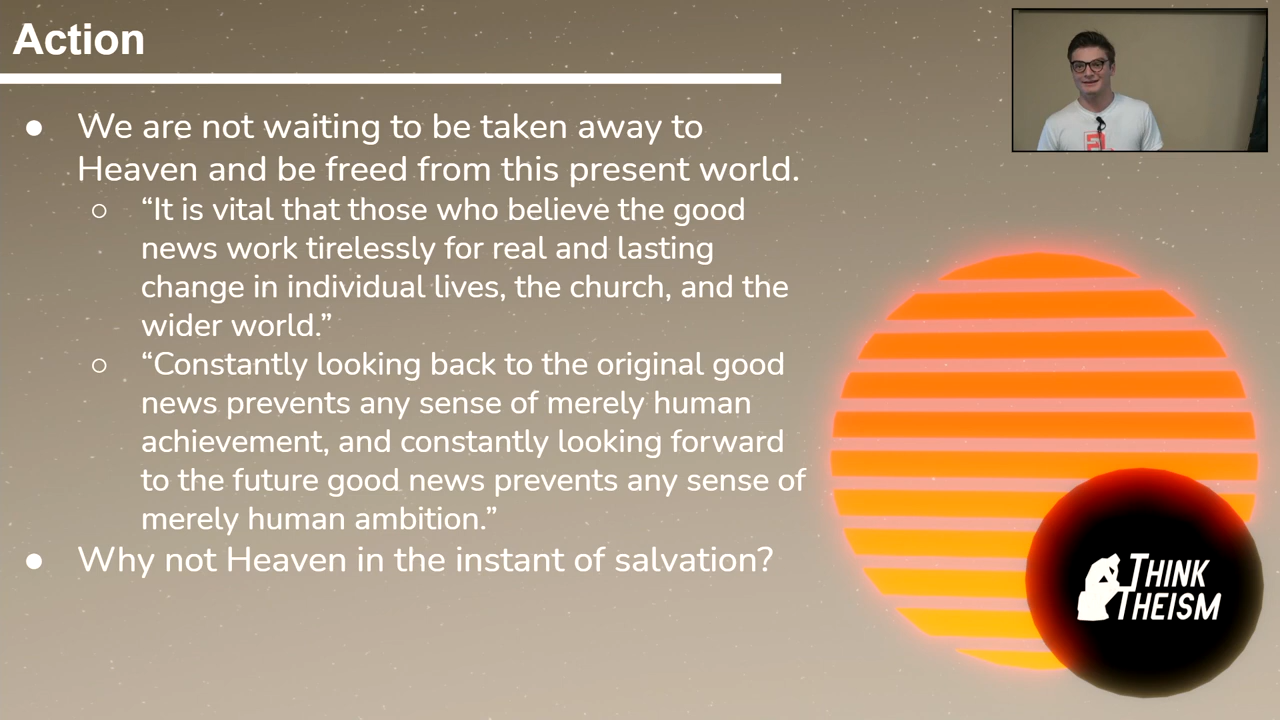 Action
● We are not waiting to be taken away to
Heaven and be freed from this present world.
○ “It is vital that those who believe the good
news work tirelessly for real and lasting
change in individual lives, the church, and the
wider world.”
○ “Constantly looking back to the original good
news prevents any sense of merely human
achievement, and constantly looking forward
to the future good news prevents any sense of
merely human ambition.”
● Why not Heaven in the instant of salvation?
THINK
THEISM